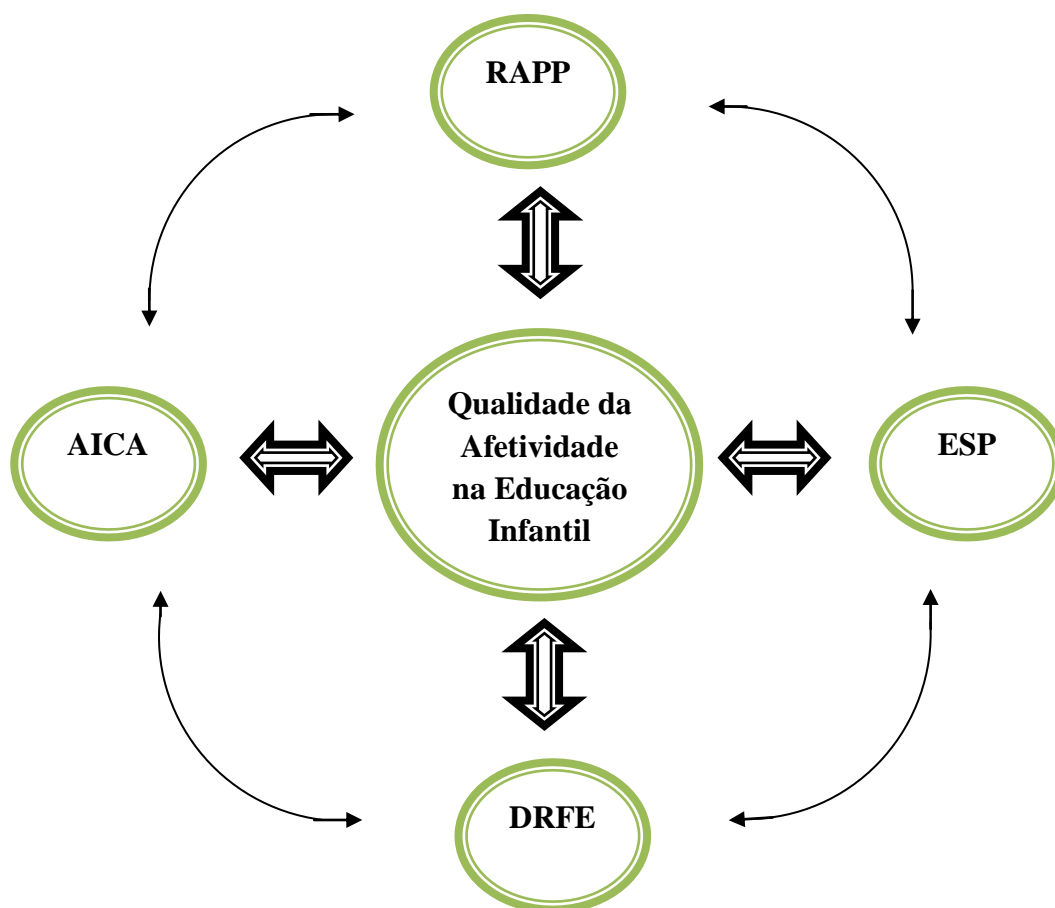 RAPP
AICA
Qualidade da
Afetividade
na Educação
Infantil
ESP
DRFE